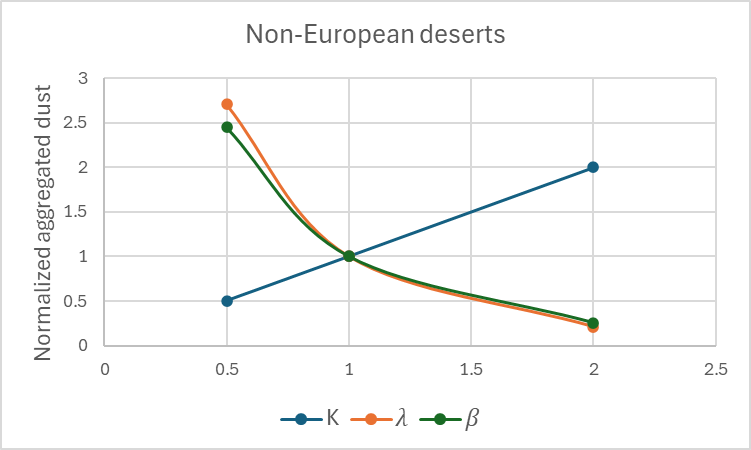 Non-European deserts
Normalized aggregated dust
3
2.5
2
1.5
1
0.5
0
0 0.5 1 1.5 2 2.5
K λ β